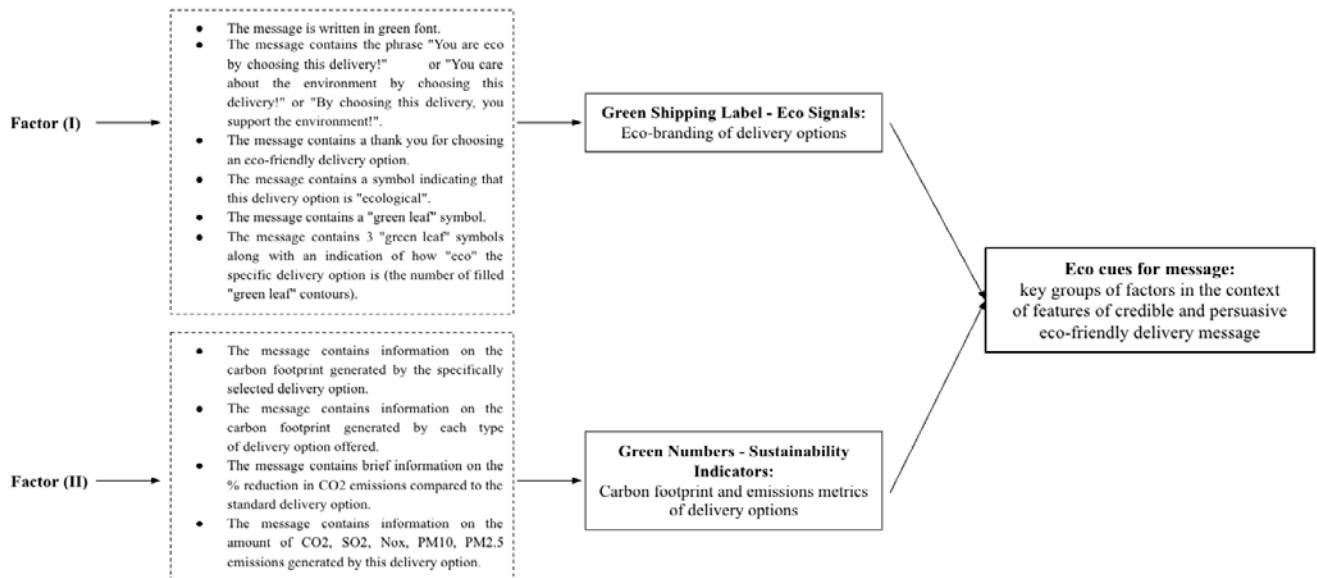 Factor (I)
● The message is written in green font.
● The message contains the phrase "You are eco
by choosing this delivery!" or "You care
about the environment by choosing this
delivery!" or "By choosing this delivery, you
support the environment!".
● The message contains a thank you for choosing
an eco-friendly delivery option.
● The message contains a symbol indicating that
this delivery option is "ecological".
● The message contains a "green leaf" symbol.
● The message contains 3 "green leaf" symbols
along with an indication of how "eco" the
specific delivery option is (the number of filled
"green leaf" contours).
Green Shipping Label - Eco Signals:
Eco-branding of delivery options
Factor (II)
● The message contains information on the
carbon footprint generated by the specifically
selected delivery option.
● The message contains information on the
carbon footprint generated by each type
of delivery option offered.
● The message contains brief information on the
% reduction in CO2 emissions compared to the
standard delivery option.
● The message contains information on the
amount of CO2, SO2, Nox, PM10, PM2.5
emissions generated by this delivery option.
Green Numbers - Sustainability
Indicators:
Carbon footprint and emissions metrics
of delivery options
Eco cues for message:
key groups of factors in the context
of features of credible and persuasive
eco-friendly delivery message